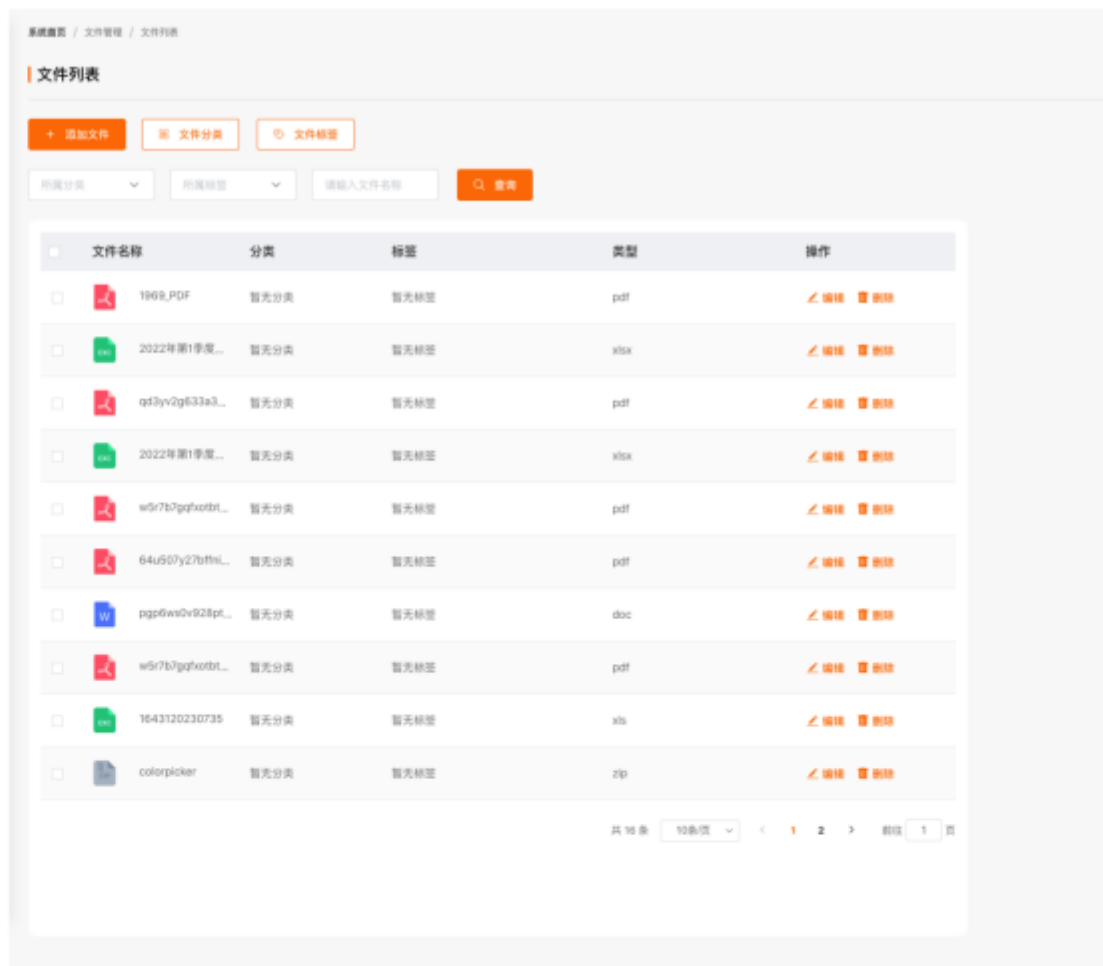 系统首页 / 文件管理 / 文件列表
文件列表
+ 添加文件 文件分类 文件标签
所属分类 所属标签 请输入文件名称 查询
文件名称 分类 标签 类型 操作
1969_PDF 暂无分类 暂无标签 pdf 编辑 删除
2022年第1季度... 暂无分类 暂无标签 xlsx 编辑 删除
qd3yv2g633a3... 暂无分类 暂无标签 pdf 编辑 删除
2022年第1季度... 暂无分类 暂无标签 xlsx 编辑 删除
w5r7b7gqfxotbt... 暂无分类 暂无标签 pdf 编辑 删除
64u507y27bffni... 暂无分类 暂无标签 pdf 编辑 删除
W pgp6ws0v928pt... 暂无分类 暂无标签 doc 编辑 删除
w5r7b7gqfxotbt... 暂无分类 暂无标签 pdf 编辑 删除
1643120230735 暂无分类 暂无标签 xls 编辑 删除
colorpicker 暂无分类 暂无标签 zip 编辑 删除
共 16 条 10条/页 < 1 2 > 前往 1 页